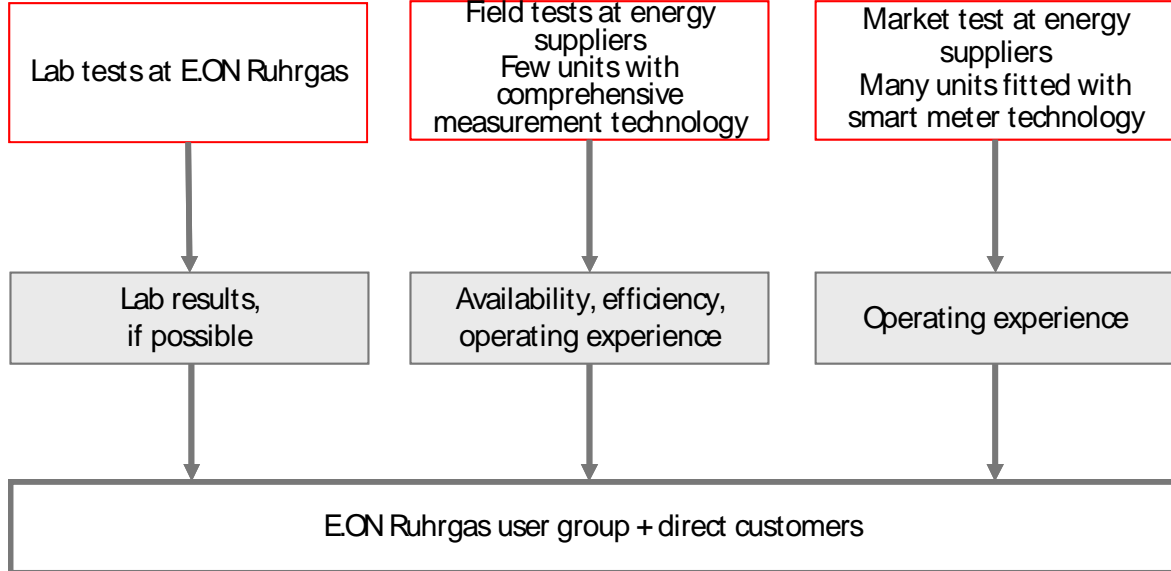 Lab tests at E.ON Ruhrgas
Field tests at energy
suppliers
Few units with
comprehensive
measurement technology
Market test at energy
suppliers
Many units fitted with
smart meter technology
Lab results,
if possible
Availability, efficiency,
operating experience
Operating experience
E.ON Ruhrgas user group + direct customers